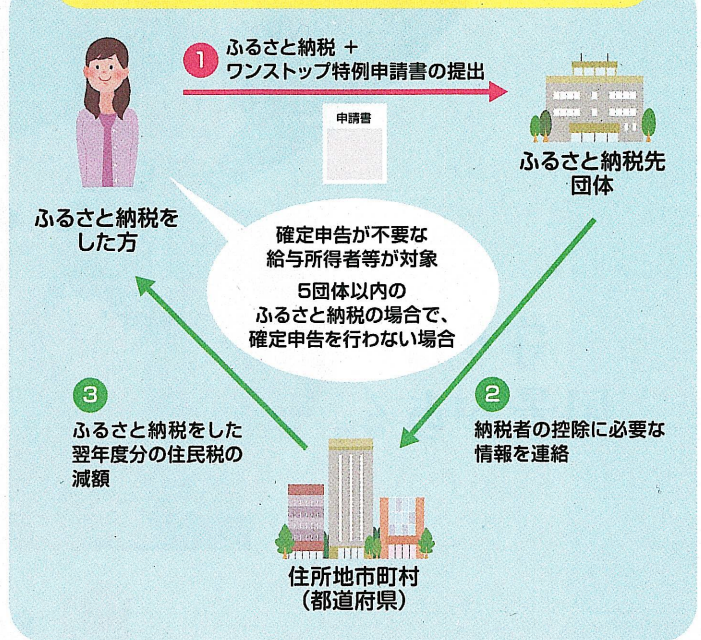 1 ふるさと納税 +
ワンストップ特例申請書の提出
申請書
ふるさと納税先
団体
ふるさと納税を
した方
確定申告が不要な
給与所得者等が対象
5団体以内の
ふるさと納税の場合で、
確定申告を行わない場合
2
納税者の控除に必要な
情報を連絡
3
ふるさと納税をした
翌年度分の住民税の
減額
住所地市町村
(都道府県)